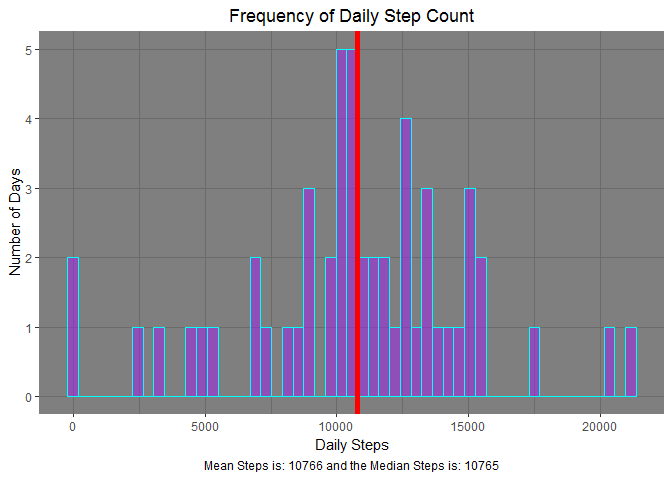 Frequency of Daily Step Count
Number of Days
5
4
3
2
1
0
0 5000 10000 15000 20000
Daily Steps
Mean Steps is: 10766 and the Median Steps is: 10765